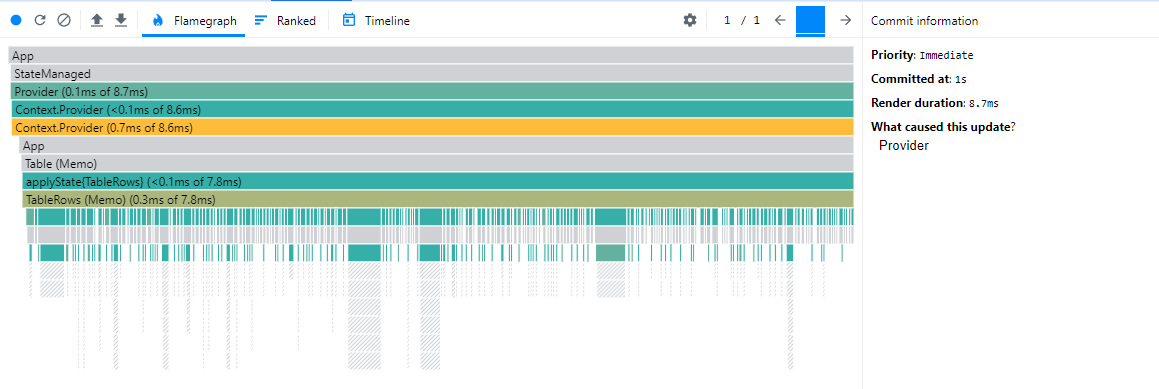 Flamegraph Ranked Timeline 1 / 1 Commit information
App
StateManaged
Provider (0.1ms of 8.7ms)
Context.Provider (<0.1ms of 8.6ms)
Context.Provider (0.7ms of 8.6ms)
App
Table (Memo)
applyState(TableRows) (<0.1ms of 7.8ms)
TableRows (Memo) (0.3ms of 7.8ms)
Priority: Immediate
Committed at: 1s
Render duration: 8.7ms
What caused this update?
Provider